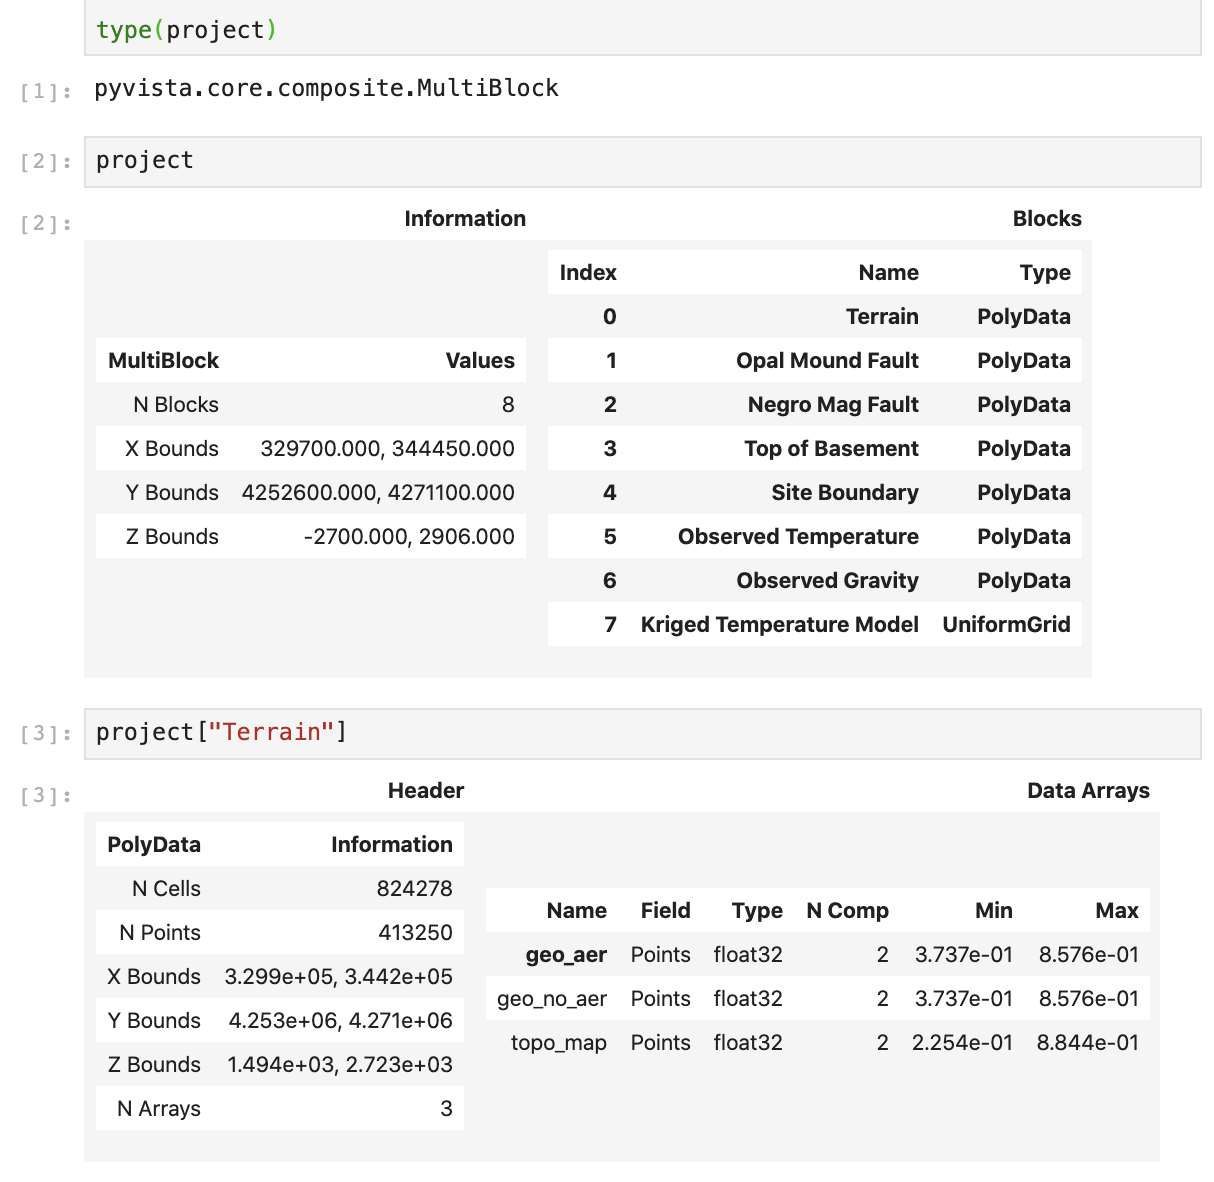 type(project)
[1]: pyvista.core.composite.MultiBlock
[2]: project
[2]: Information Blocks
Index Name Type
0 Terrain PolyData
MultiBlock Values 1 Opal Mound Fault PolyData
N Blocks 8 2 Negro Mag Fault PolyData
X Bounds 329700.000, 344450.000 3 Top of Basement PolyData
Y Bounds 4252600.000, 4271100.000 4 Site Boundary PolyData
Z Bounds -2700.000, 2906.000 5 Observed Temperature PolyData
6 Observed Gravity PolyData
7 Kriged Temperature Model UniformGrid
[3]: project["Terrain"]
[3]: Header Data Arrays
PolyData Information
N Cells 824278
Name Field Type N Comp Min Max
N Points 413250
geo_aer Points float32 2 3.737e-01 8.576e-01
X Bounds 3.299e+05, 3.442e+05
geo_no_aer Points float32 2 3.737e-01 8.576e-01
Y Bounds 4.253e+06, 4.271e+06
topo_map Points float32 2 2.254e-01 8.844e-01
Z Bounds 1.494e+03, 2.723e+03
N Arrays 3